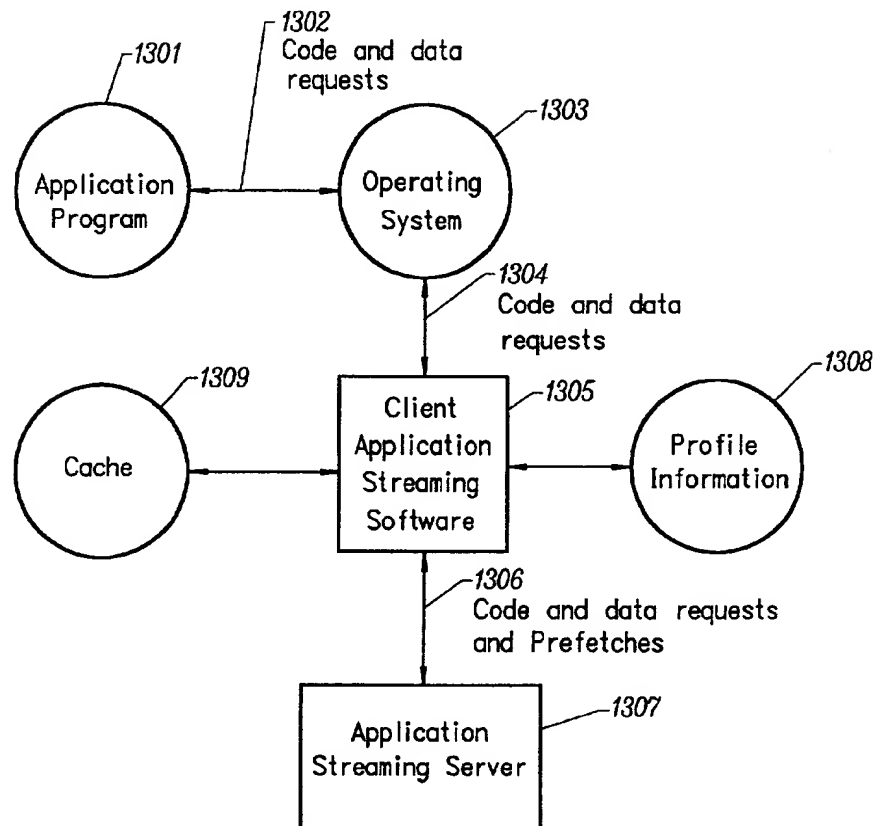 1302
Code and data
requests
1301
1303
Application
Program
Operating
System
1304
Code and data
requests
1309
1305
1308
Cache
Client
Application
Streaming
Software
Profile
Information
1306
Code and data requests
and Prefetches
1307
Application
Streaming Server